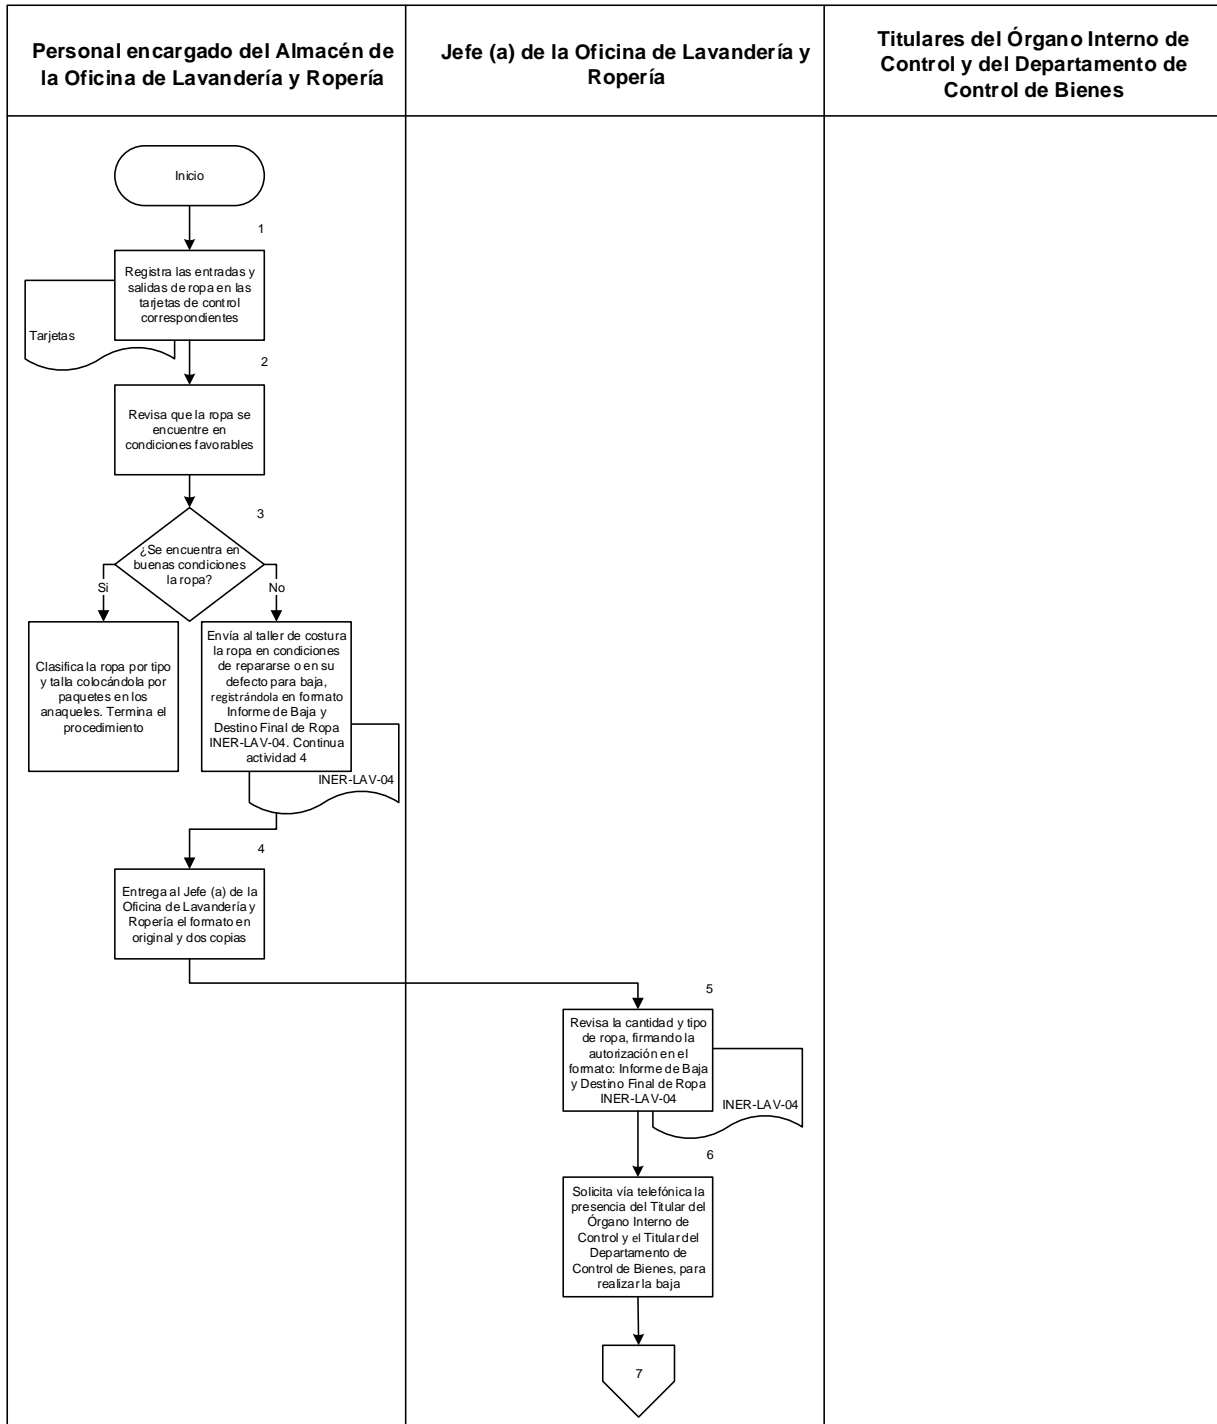 Personal encargado del Almacén de
la Oficina de Lavandería y Ropería
Jefe (a) de la Oficina de Lavandería y
Ropería
Titulares del Órgano Interno de
Control y del Departamento de
Control de Bienes
Inicio
1
Registra las entradas y
salidas de ropa en las
tarjetas de control
correspondientes
Tarjetas
2
Revisa que la ropa se
encuentre en
condiciones favorables
3
¿Se encuentra en
buenas condiciones
la ropa?
Si
No
Clasifica la ropa por tipo
y talla colocándola por
paquetes en los
anaqueles. Termina el
procedimiento
Envía al taller de costura
la ropa en condiciones
de repararse o en su
defecto para baja,
registrándola en formato
Informe de Baja y
Destino Final de Ropa
INER-LAV-04. Continua
actividad 4
INER-LAV-04
4
Entrega al Jefe (a) de la
Oficina de Lavandería y
Ropería el formato en
original y dos copias
5
Revisa la cantidad y tipo
de ropa, firmando la
autorización en el
formato: Informe de Baja
y Destino Final de Ropa
INER-LAV-04
INER-LAV-04
6
Solicita vía telefónica la
presencia del Titular del
Órgano Interno de
Control y el Titular del
Departamento de
Control de Bienes, para
realizar la baja
7